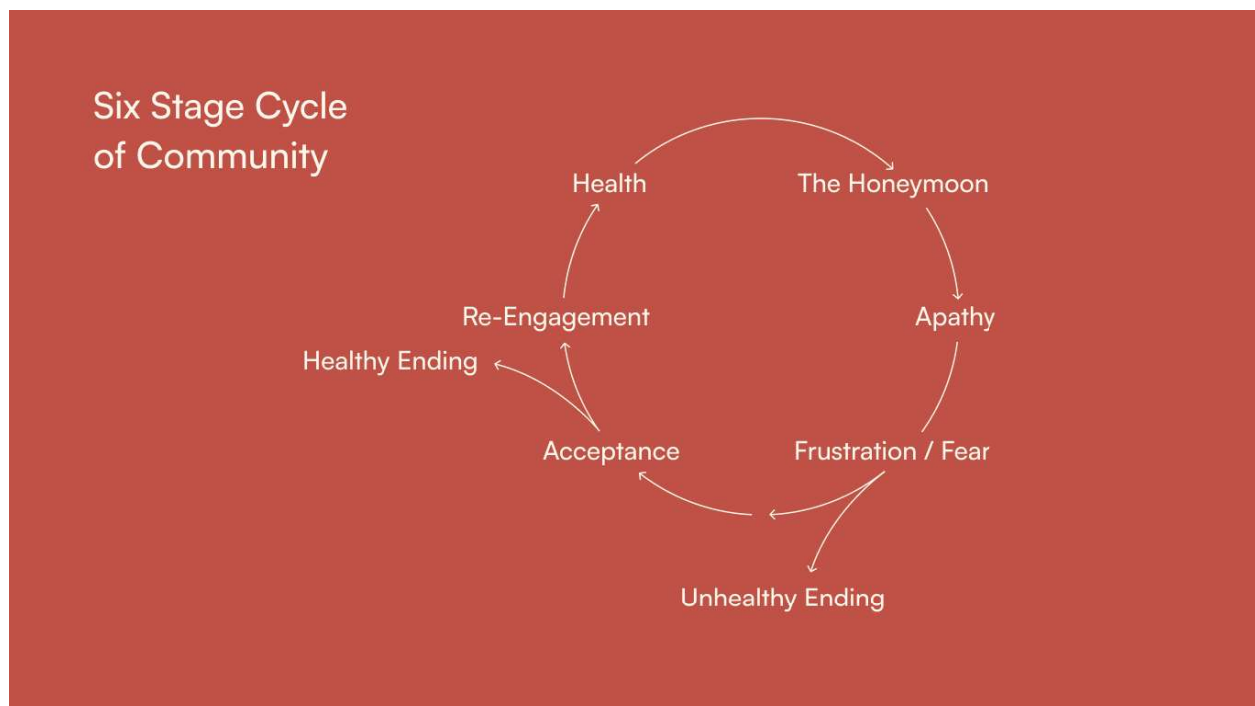 Six Stage Cycle
of Community
Health
The Honeymoon
Re-Engagement
Apathy
Healthy Ending
Acceptance
Frustration / Fear
Unhealthy Ending